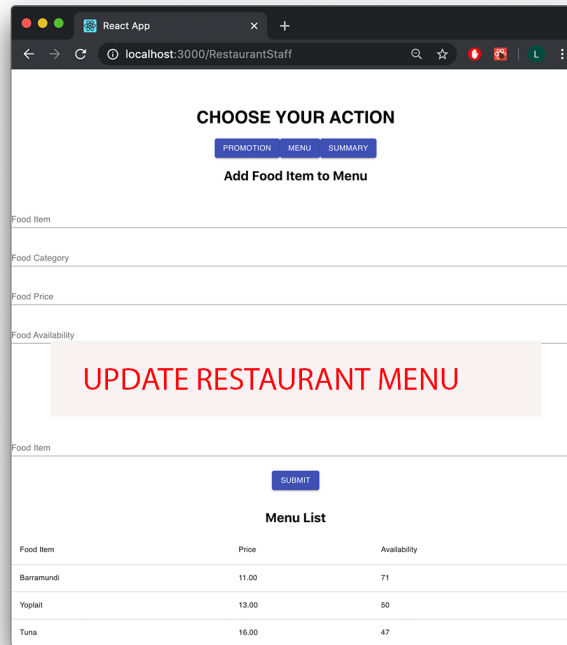 React App
localhost:3000/RestaurantStaff
L
CHOOSE YOUR ACTION
PROMOTION MENU SUMMARY
Add Food Item to Menu
Food Item
Food Category
Food Price
Food Availability
UPDATE RESTAURANT MENU
Food Item
SUBMIT
Menu List
Food Item Price Availability
Barramundi 11.00 71
Yoplait 13.00 50
Tuna 16.00 47